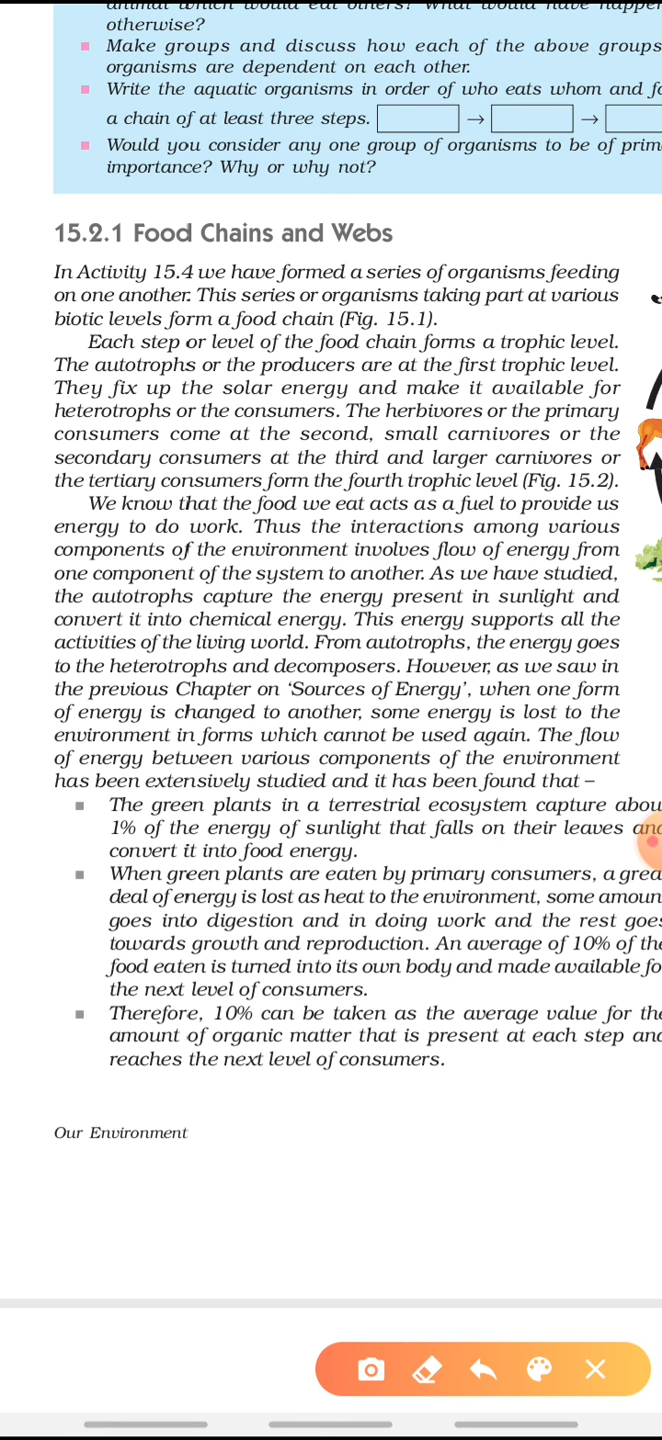 animal which would eat others? What would have happen
otherwise?
Make groups and discuss how each of the above groups
organisms are dependent on each other.
Write the aquatic organisms in order of who eats whom and fo
a chain of at least three steps. → →
Would you consider any one group of organisms to be of prim
importance? Why or why not?
15.2.1 Food Chains and Webs
In Activity 15.4 we have formed a series of organisms feeding
on one another. This series or organisms taking part at various
biotic levels form a food chain (Fig. 15.1).
Each step or level of the food chain forms a trophic level.
The autotrophs or the producers are at the first trophic level.
They fix up the solar energy and make it available for
heterotrophs or the consumers. The herbivores or the primary
consumers come at the second, small carnivores or the
secondary consumers at the third and larger carnivores or
the tertiary consumers form the fourth trophic level (Fig. 15.2).
We know that the food we eat acts as a fuel to provide us
energy to do work. Thus the interactions among various
components of the environment involves flow of energy from
one component of the system to another. As we have studied,
the autotrophs capture the energy present in sunlight and
convert it into chemical energy. This energy supports all the
activities of the living world. From autotrophs, the energy goes
to the heterotrophs and decomposers. However, as we saw in
the previous Chapter on ‘Sources of Energy’, when one form
of energy is changed to another, some energy is lost to the
environment in forms which cannot be used again. The flow
of energy between various components of the environment
has been extensively studied and it has been found that –
The green plants in a terrestrial ecosystem capture abou
1% of the energy of sunlight that falls on their leaves and
convert it into food energy.
When green plants are eaten by primary consumers, a grea
deal of energy is lost as heat to the environment, some amoun
goes into digestion and in doing work and the rest goes
towards growth and reproduction. An average of 10% of the
food eaten is turned into its own body and made available fo
the next level of consumers.
Therefore, 10% can be taken as the average value for the
amount of organic matter that is present at each step and
reaches the next level of consumers.
Our Environment